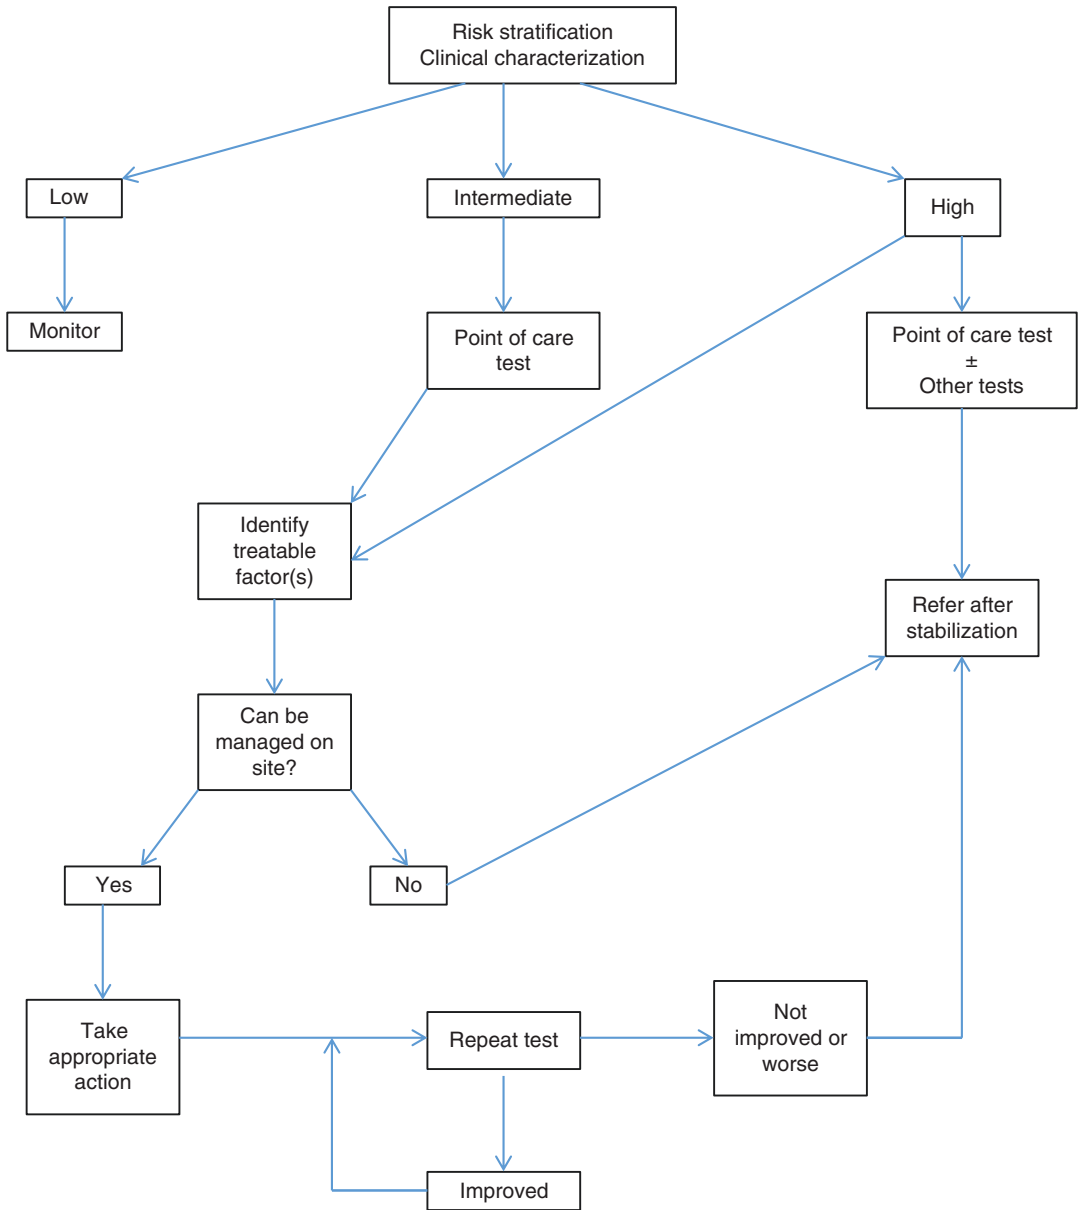 Risk stratification
Clinical characterization
Low
Intermediate
High
Monitor
Point of care
test
Point of care test
±
Other tests
Identify
treatable
factor(s)
Refer after
stabilization
Can be
managed on
site?
Yes
No
Take
appropriate
action
Repeat test
Not
improved or
worse
Improved